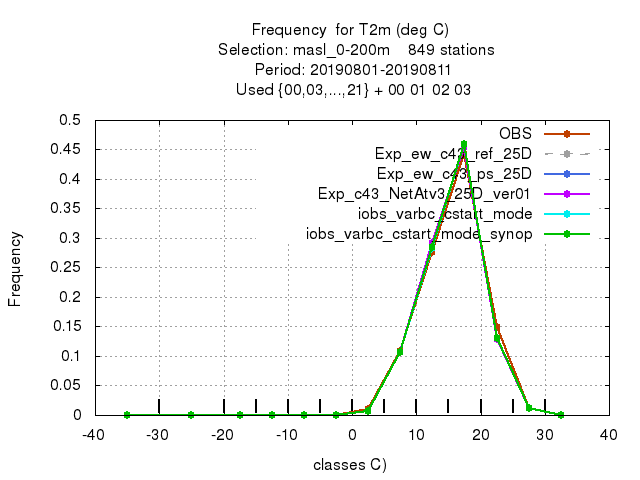 Frequency for T2m (deg C)
Selection: masl_0-200m 849 stations
Period: 20190801-20190811
Used {00,03,...,21} + 00 01 02 03
OBS
Exp_ew_c43_ref_25D
Exp_ew_c43_ps_25D
Exp_c43_NetAtv3_25D_ver01
iobs_varbc_cstart_mode
iobs_varbc_cstart_mode_synop
Frequency
0.5
0.45
0.4
0.35
0.3
0.25
0.2
0.15
0.1
0.05
0
-40 -30 -20 -10 0 10 20 30 40
classes C)